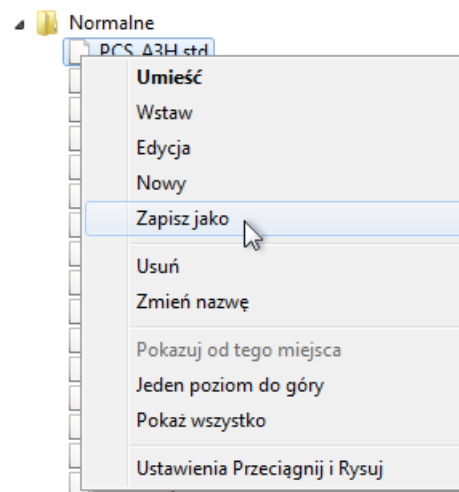 Normalne
PCS_A3H.std
Umieść
Wstaw
Edycja
Nowy
Zapisz jako
Usuń
Zmień nazwę
Pokazuj od tego miejsca
Jeden poziom do góry
Pokaż wszystko
Ustawienia Przeciągnij i Rysuj